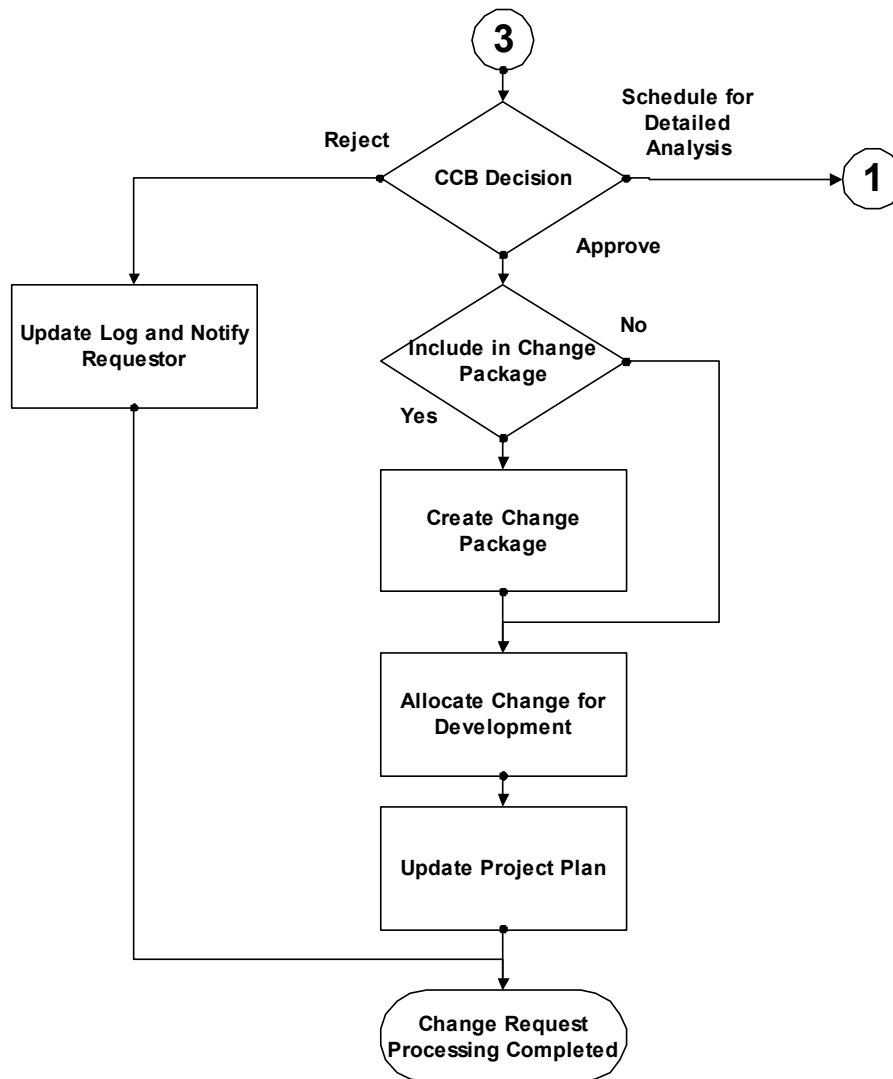 3
Schedule for
Detailed
Analysis
Reject
CCB Decision
1
Approve
Update Log and Notify
Requestor
No
Include in Change
Package
Yes
Create Change
Package
Allocate Change for
Development
Update Project Plan
Change Request
Processing Completed